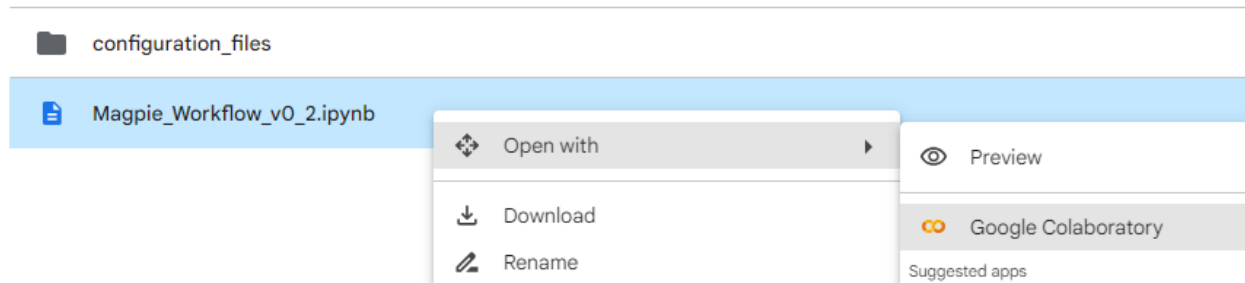 configuration_files
Magpie_Workflow_v0_2.ipynb
Open with
Preview
Download
Google Colaboratory
Rename
Suggested apps